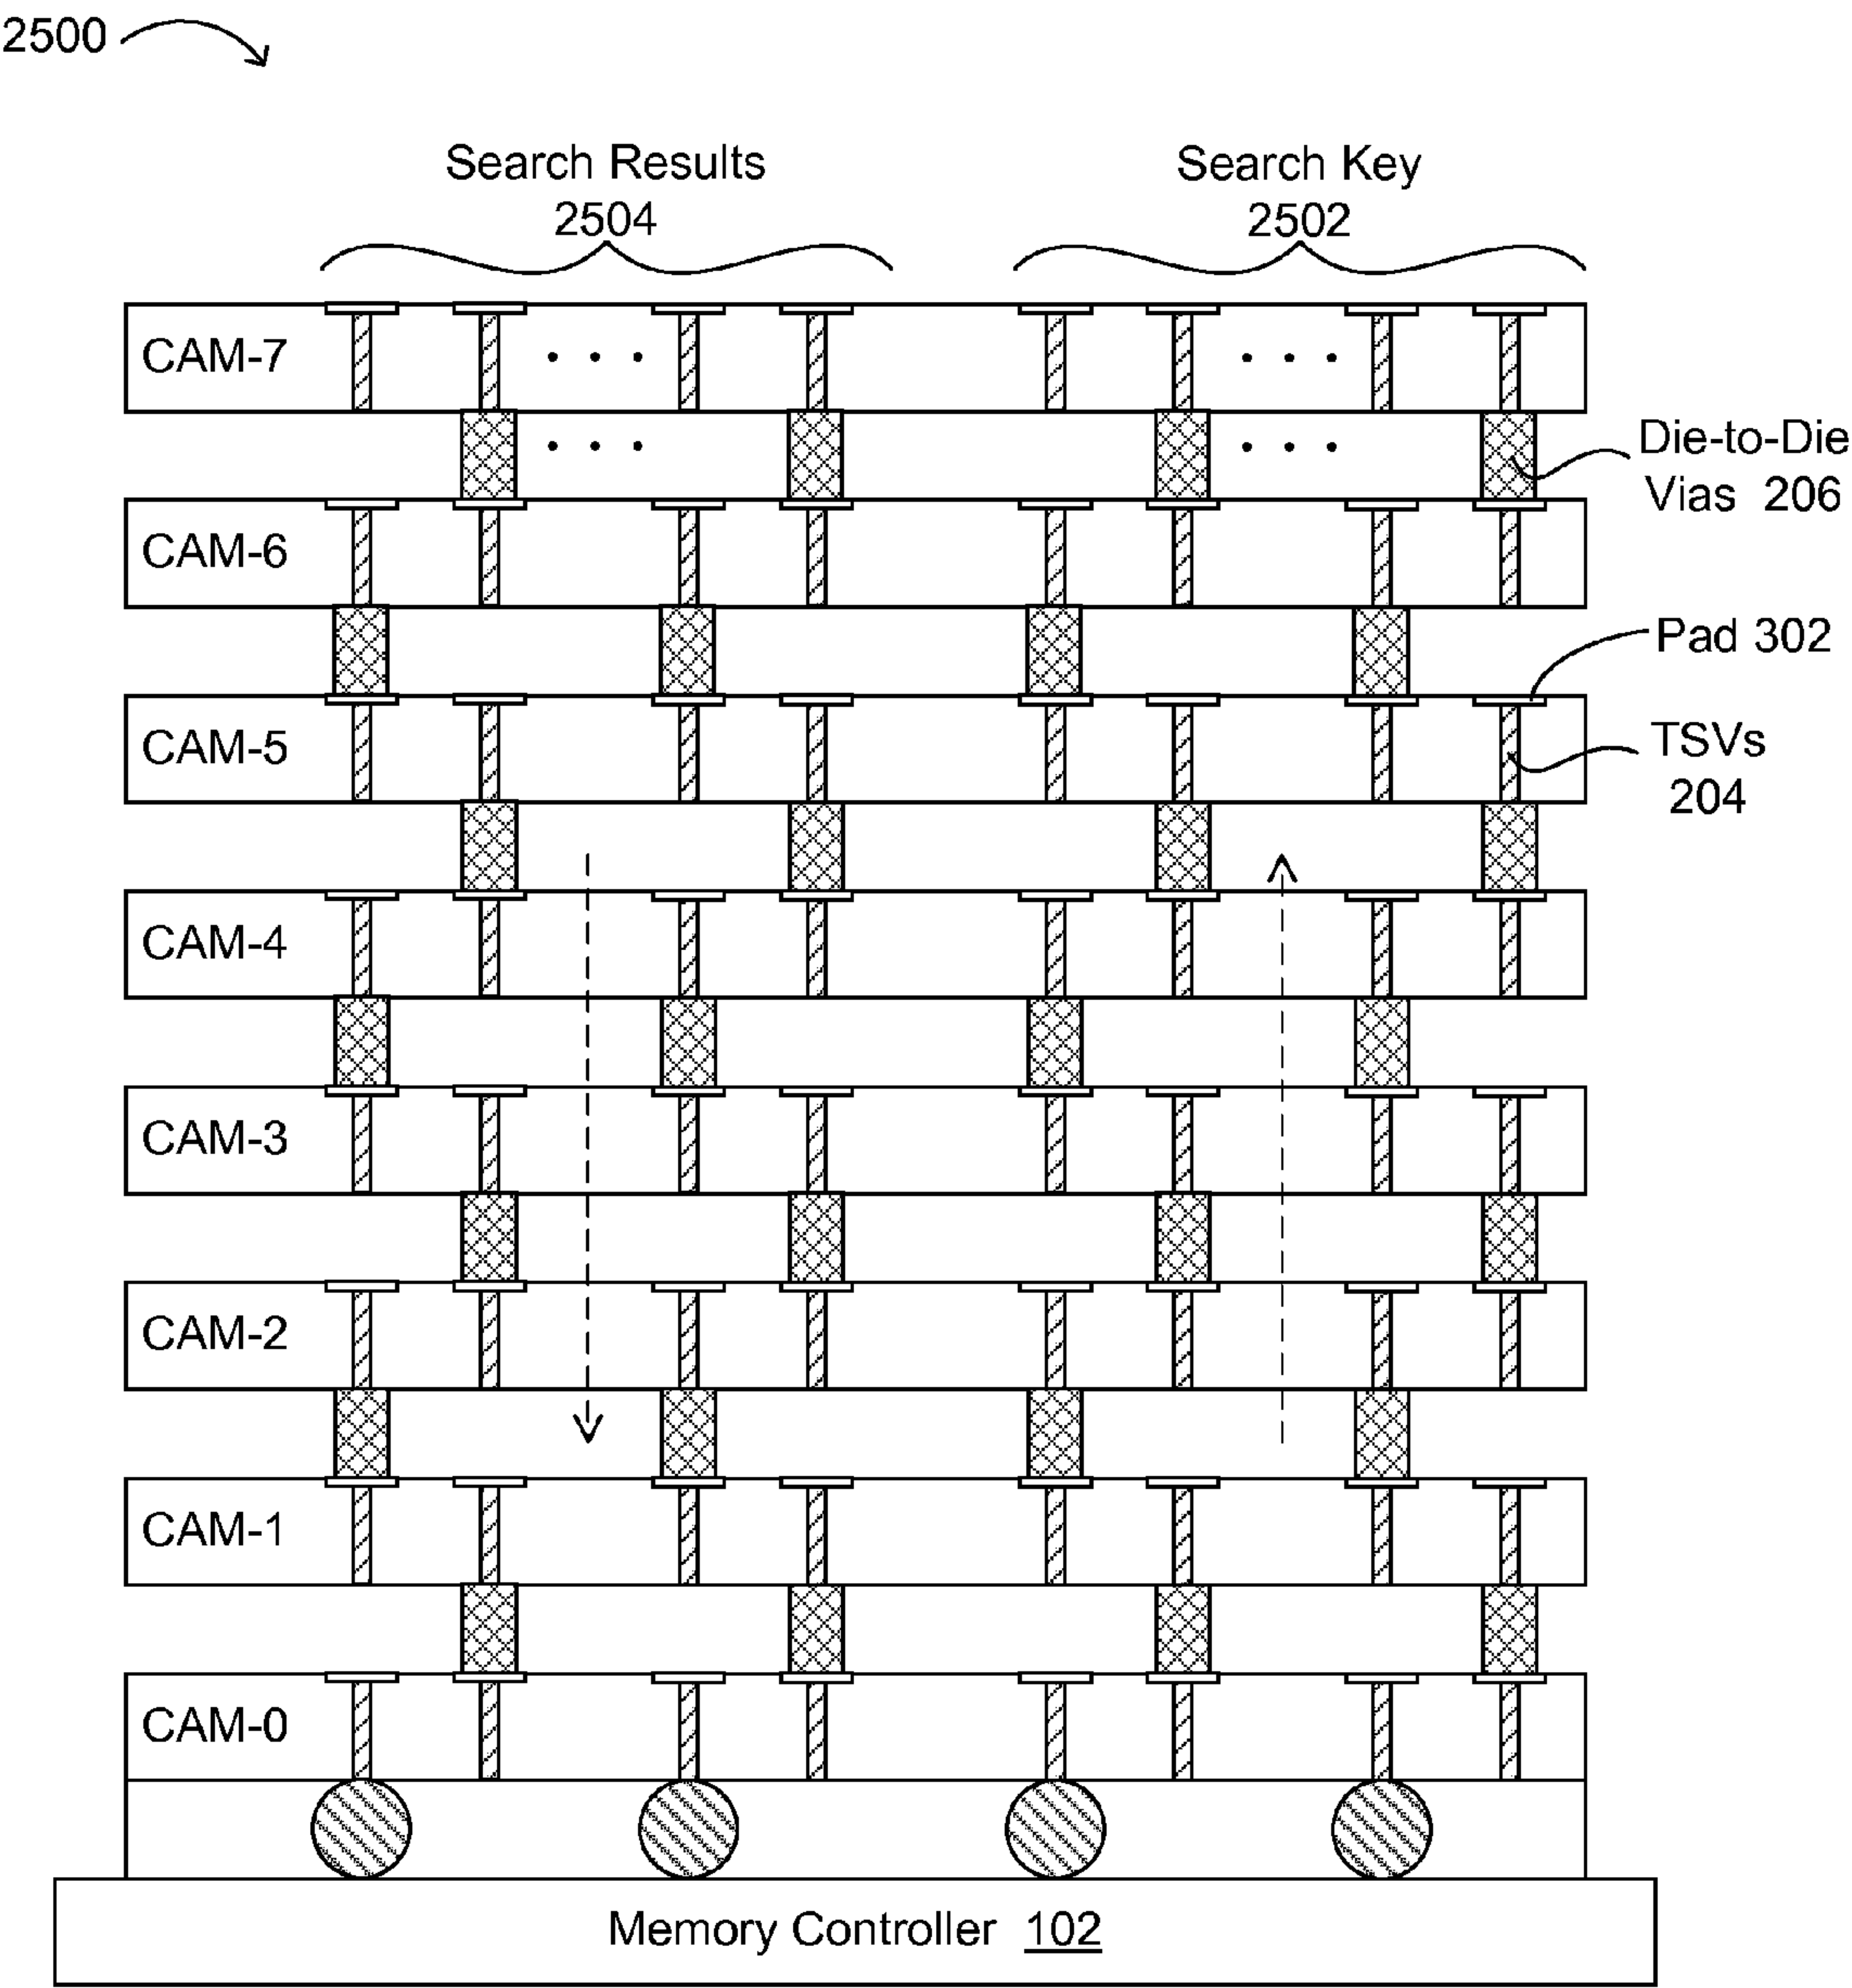 2500
Search Results
2504
Search Key
2502
CAM-7
Die-to-Die
Vias 206
CAM-6
Pad 302
CAM-5
TSVs
204
CAM-4
CAM-3
CAM-2
CAM-1
CAM-0
Memory Controller 102